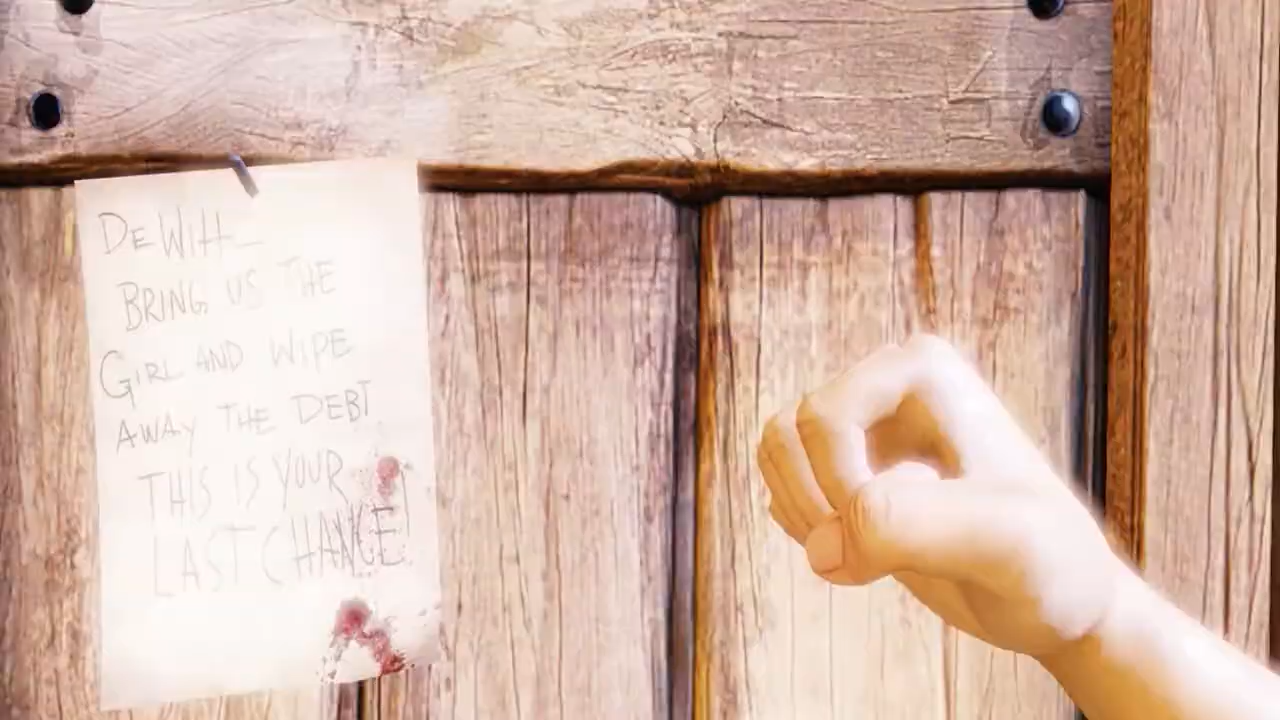 DEWITT_
BRING US THE
GIRL AND WIPE
AWAY THE DEBT
THIS IS YOUR
LAST CHANCE!